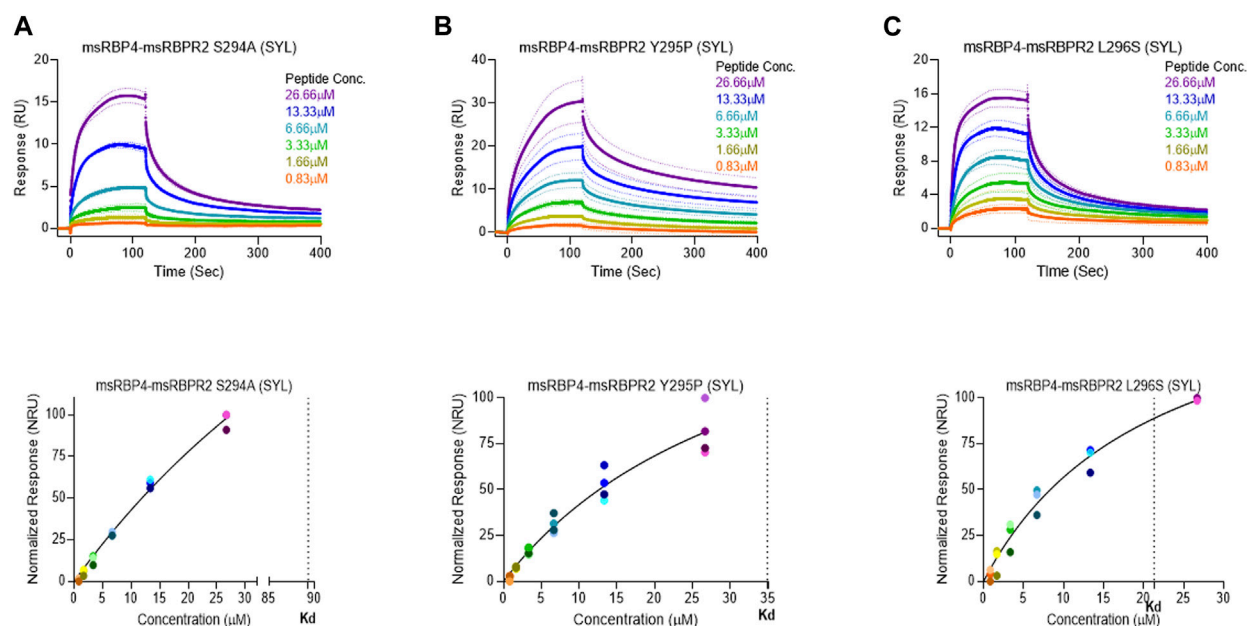 A
msRBP4-msRBPR2 S294A (SYL)
Response (RU)
20
15
10
5
0
Peptide Conc.
26.66µM
13.33µM
6.66µM
3.33µM
1.66µM
0.83µM
0 100 200 300 400
Time (Sec)
B
msRBP4-msRBPR2 Y295P (SYL)
Response (RU)
40
30
20
10
0
Peptide Conc.
26.66µM
13.33µM
6.66µM
3.33µM
1.66µM
0.83µM
0 100 200 300 400
Time (Sec)
C
msRBP4-msRBPR2 L296S (SYL)
Response (RU)
20
16
12
8
4
0
Peptide Conc.
26.66µM
13.33µM
6.66µM
3.33µM
1.66µM
0.83µM
0 100 200 300 400
TIme (Sec)
msRBP4-msRBPR2 S294A (SYL)
Normalized Response (NRU)
100
75
50
25
0
0 5 10 15 20 25 30 85 90
Concentration (µM)
Kd
msRBP4-msRBPR2 Y295P (SYL)
Normalized Response (NRU)
100
75
50
25
0
0 5 10 15 20 25 30 35
Concentration (µM)
Kd
msRBP4-msRBPR2 L296S (SYL)
Normalized Response (NRU)
100
75
50
25
0
0 5 10 15 20 25 30
Kd
Concentration (µM)